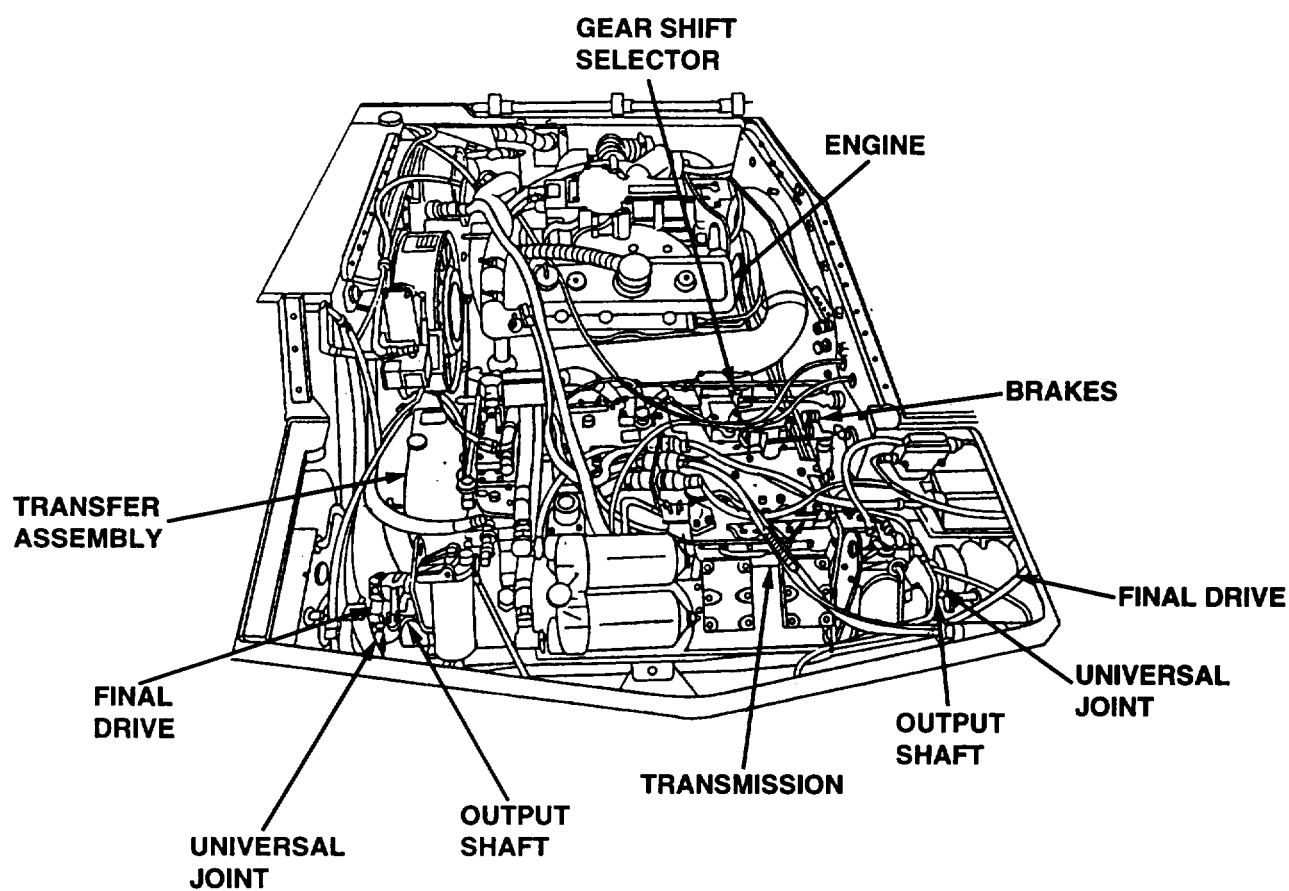 GEAR SHIFT
SELECTOR
ENGINE
BRAKES
TRANSFER
ASSEMBLY
FINAL DRIVE
FINAL
DRIVE
UNIVERSAL
JOINT
OUTPUT
SHAFT
TRANSMISSION
OUTPUT
SHAFT
UNIVERSAL
JOINT